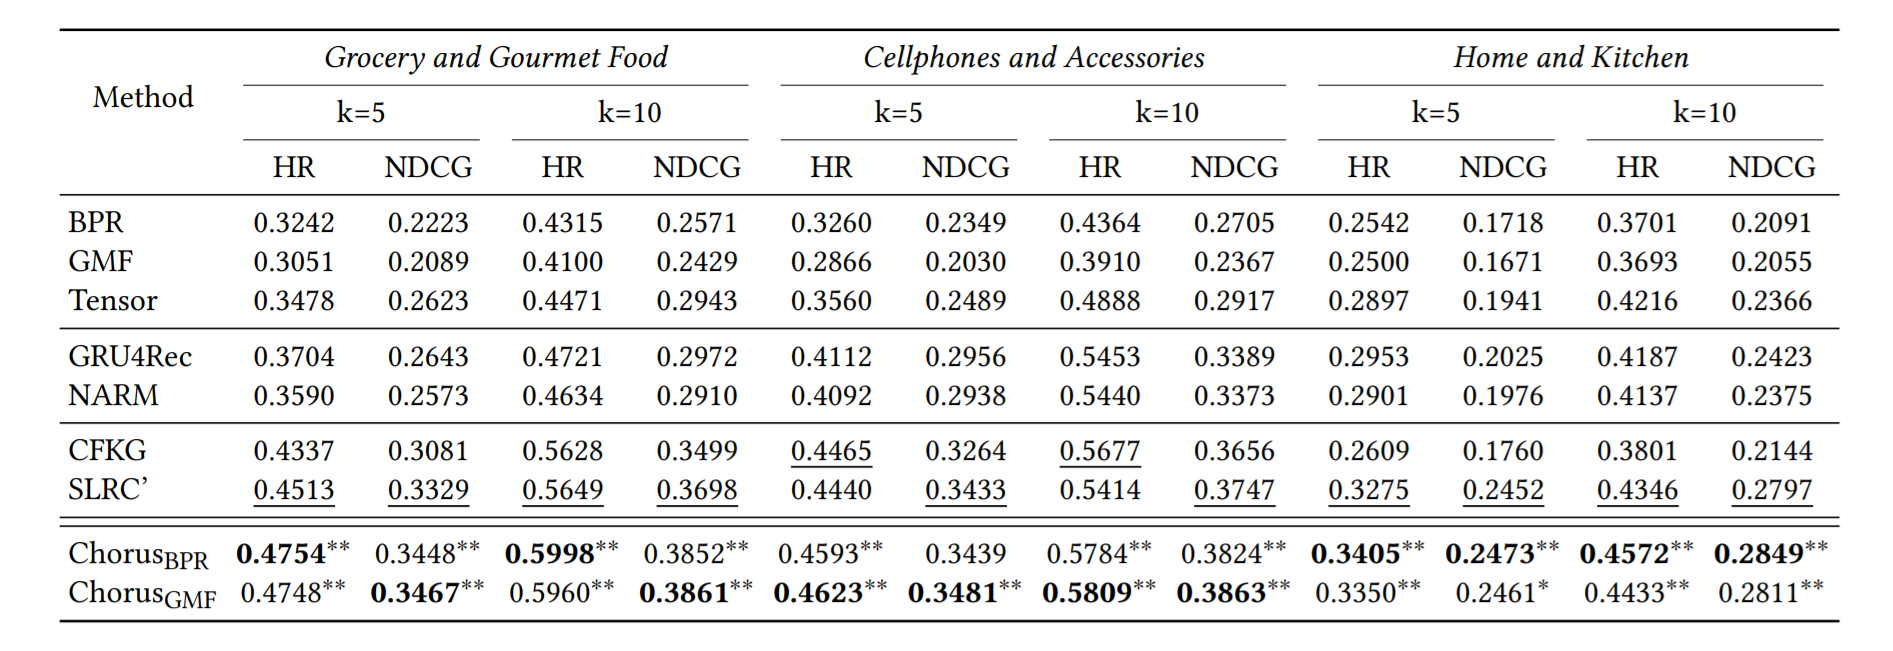 Method Grocery and Gourmet Food Cellphones and Accessories Home and Kitchen
k=5 k=10 k=5 k=10 k=5 k=10
HR NDCG HR NDCG HR NDCG HR NDCG HR NDCG HR NDCG
BPR 0.3242 0.2223 0.4315 0.2571 0.3260 0.2349 0.4364 0.2705 0.2542 0.1718 0.3701 0.2091
GMF 0.3051 0.2089 0.4100 0.2429 0.2866 0.2030 0.3910 0.2367 0.2500 0.1671 0.3693 0.2055
Tensor 0.3478 0.2623 0.4471 0.2943 0.3560 0.2489 0.4888 0.2917 0.2897 0.1941 0.4216 0.2366
GRU4Rec 0.3704 0.2643 0.4721 0.2972 0.4112 0.2956 0.5453 0.3389 0.2953 0.2025 0.4187 0.2423
NARM 0.3590 0.2573 0.4634 0.2910 0.4092 0.2938 0.5440 0.3373 0.2901 0.1976 0.4137 0.2375
CFKG 0.4337 0.3081 0.5628 0.3499 0.4465 0.3264 0.5677 0.3656 0.2609 0.1760 0.3801 0.2144
SLRC’ 0.4513 0.3329 0.5649 0.3698 0.4440 0.3433 0.5414 0.3747 0.3275 0.2452 0.4346 0.2797
ChorusBPR 0.4754** 0.3448** 0.5998** 0.3852** 0.4593** 0.3439 0.5784** 0.3824** 0.3405** 0.2473** 0.4572** 0.2849**
ChorusGMF 0.4748** 0.3467** 0.5960** 0.3861** 0.4623** 0.3481** 0.5809** 0.3863** 0.3350** 0.2461* 0.4433** 0.2811**